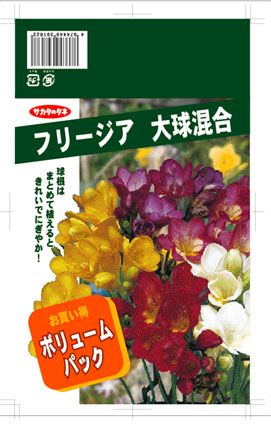 サカタのタネ
フリージア 大球混合
球根は
まとめて植えると
きれいでにぎやか!
お買い得
ボリューム
パック